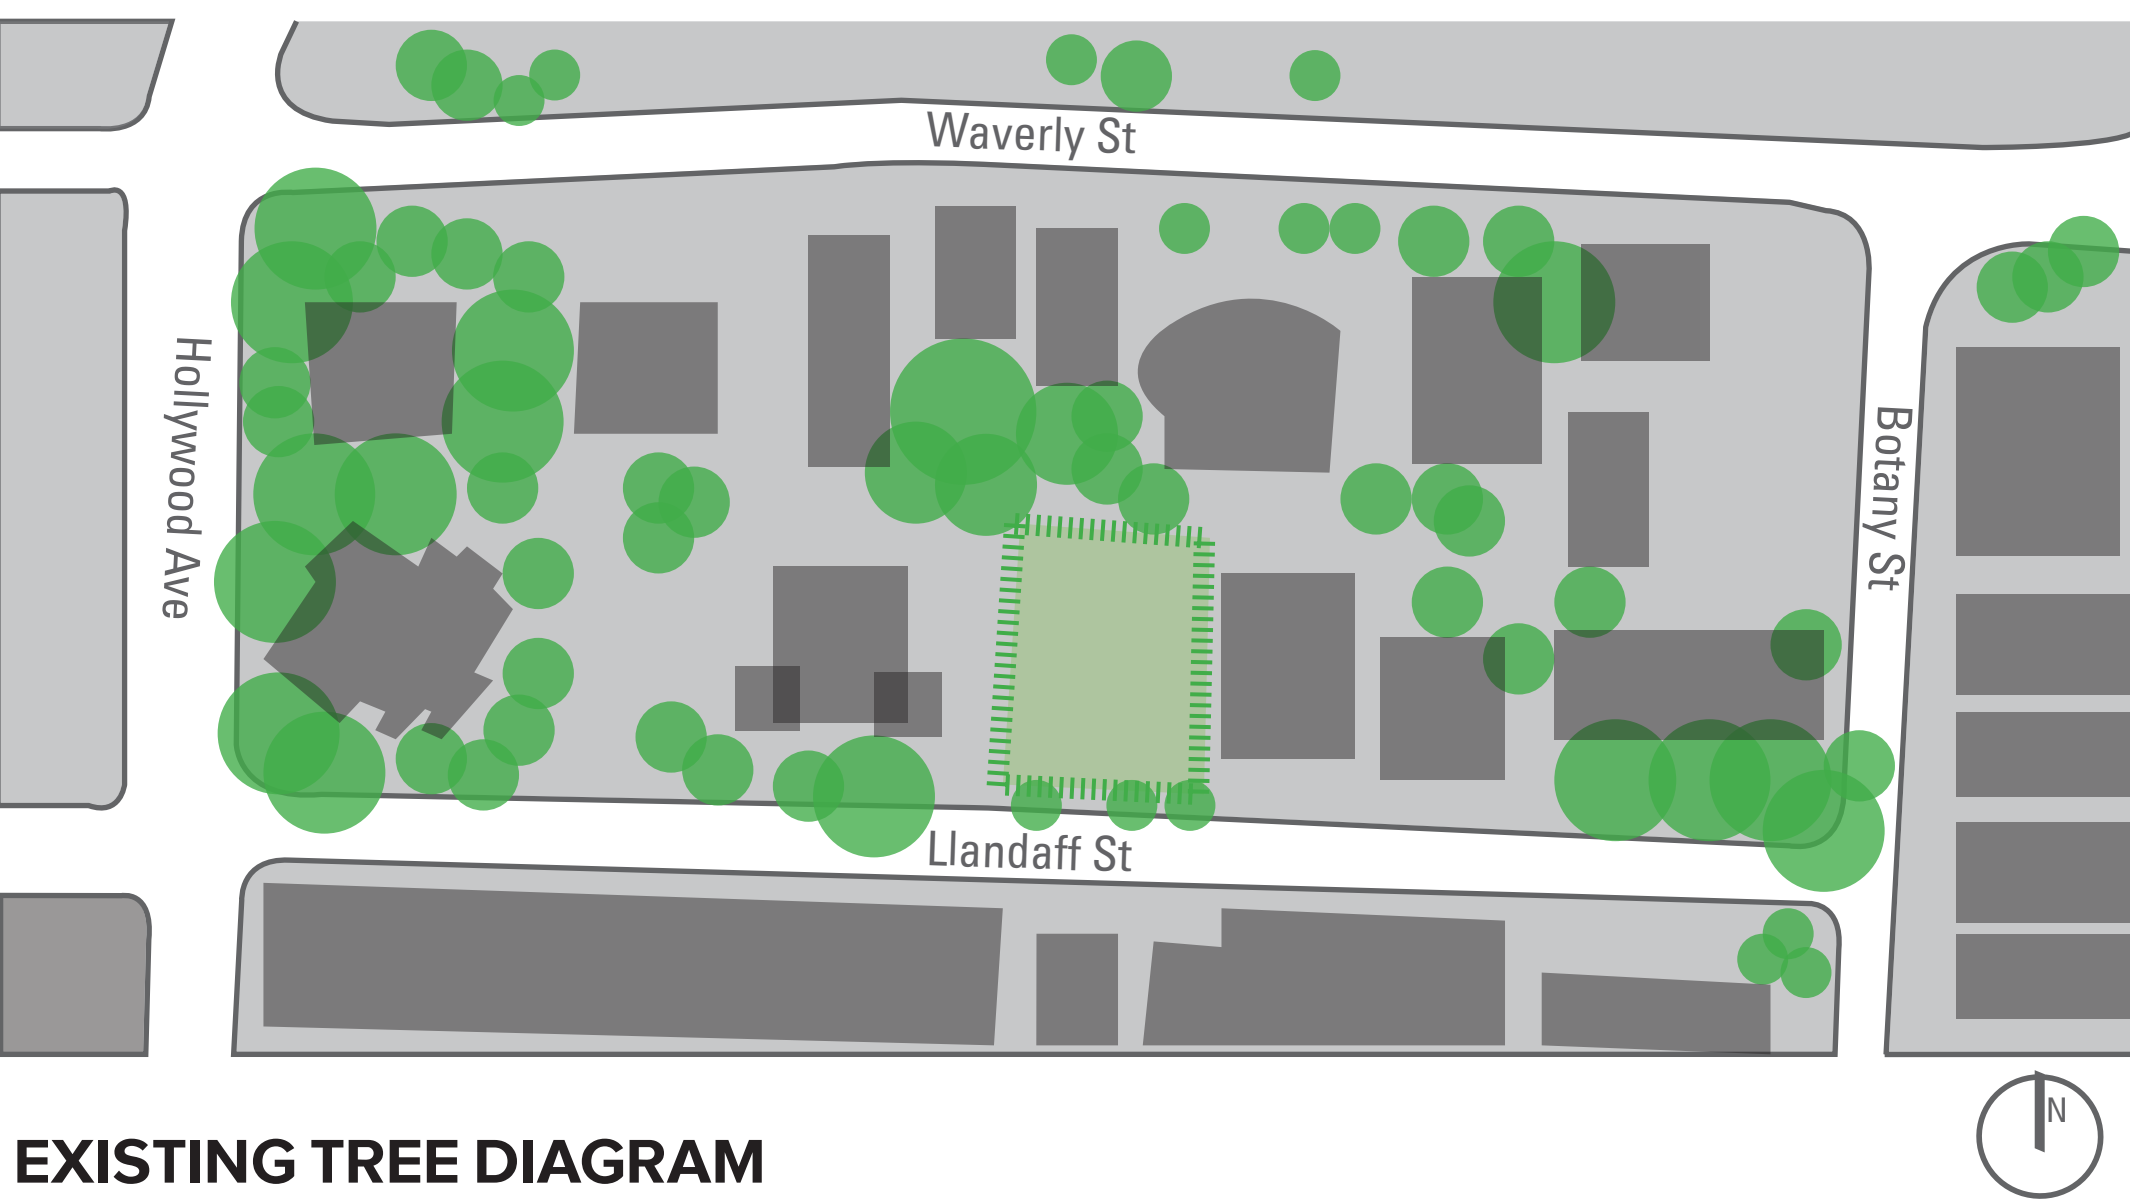 Waverly St
Hollywood Ave
Botany St
Llandaff St
N
EXISTING TREE DIAGRAM